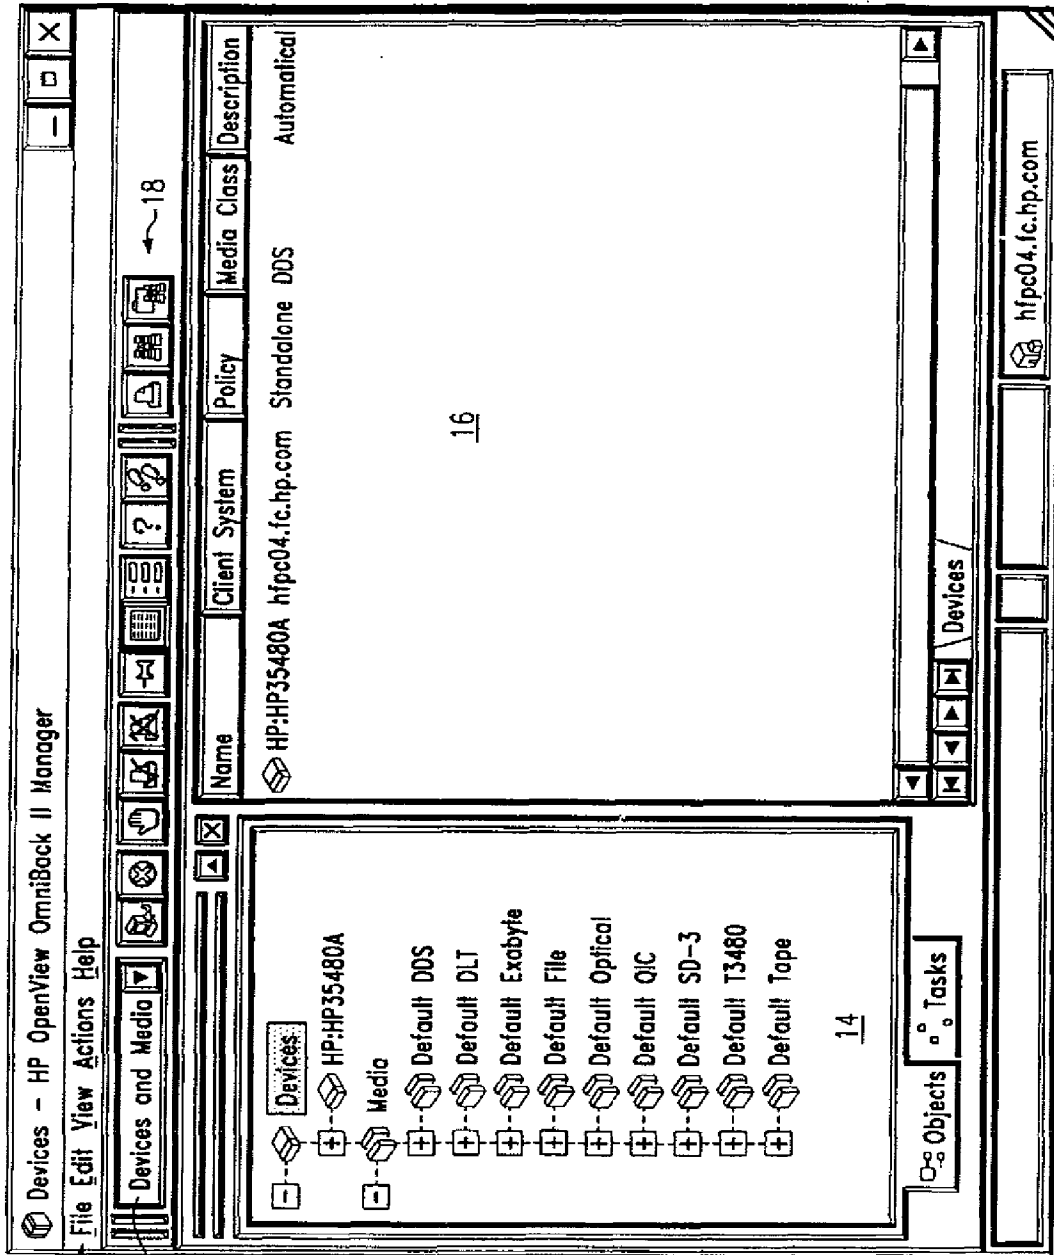 Devices - HP OpenView OmniBack II Manager
File Edit View Actions Help
Devices and Media
?
18
Devices
HP:HP35480A
Media
Default DDS
Default DLT
Default Exabyte
Default File
Default Optical
Default QIC
Default SD-3
Default T3480
Default Tape
14
Objects Tasks
Name Client System Policy Media Class Description
HP:HP35480A hfpc04.fc.hp.com Standalone DDS Automatical
16
Devices
hfpc04.fc.hp.com